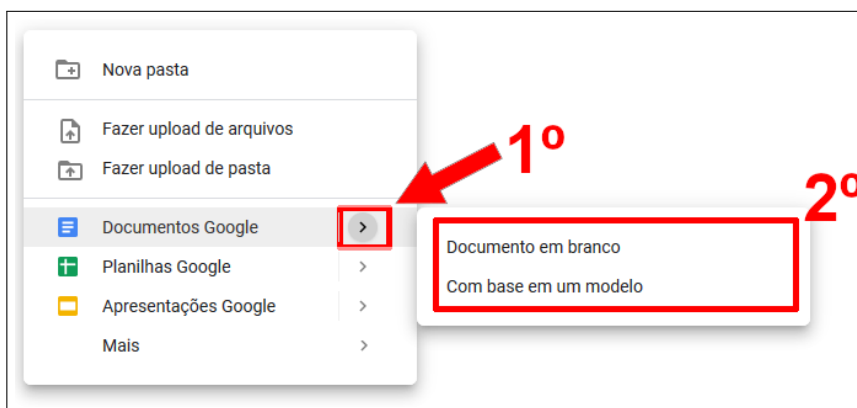 Nova pasta
Fazer upload de arquivos
Fazer upload de pasta
1º
2º
Documentos Google
Documento em branco
Planilhas Google
Com base em um modelo
Apresentações Google
Mais